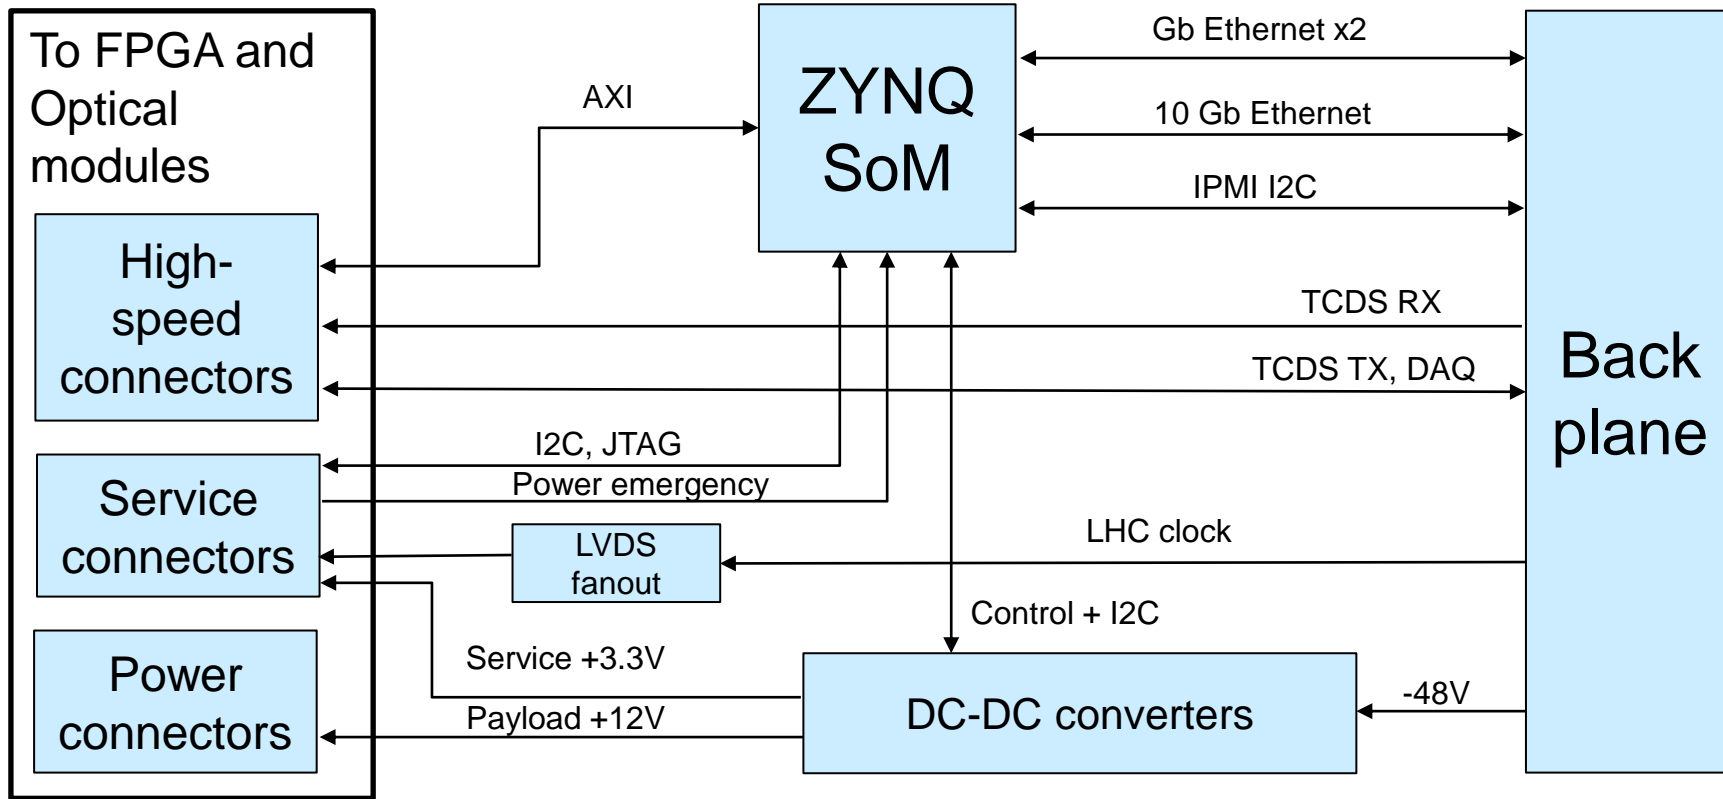 To FPGA and
Optical
modules
High-
speed
connectors
Service
connectors
Power
connectors
AXI
ZYNQ
SoM
Gb Ethernet x2
10 Gb Ethernet
IPMI I2C
TCDS RX
TCDS TX, DAQ
I2C, JTAG
Power emergency
LVDS
fanout
LHC clock
Control + I2C
Service +3.3V
Payload +12V
DC-DC converters
-48V
Back
plane